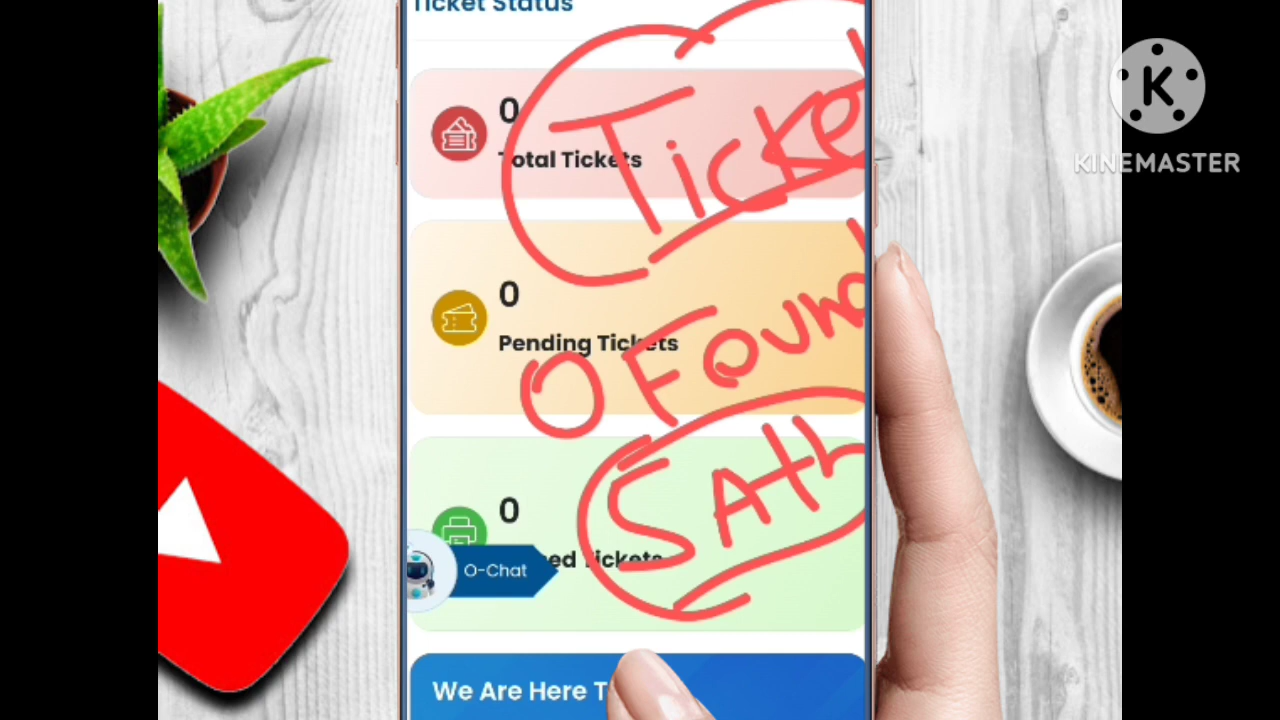 Ticket Status
0
Total Tickets
Ticke
0
Pending Tickets
0 Found
SAth
0
O-Chat
We Are Here
K
KINEMASTER